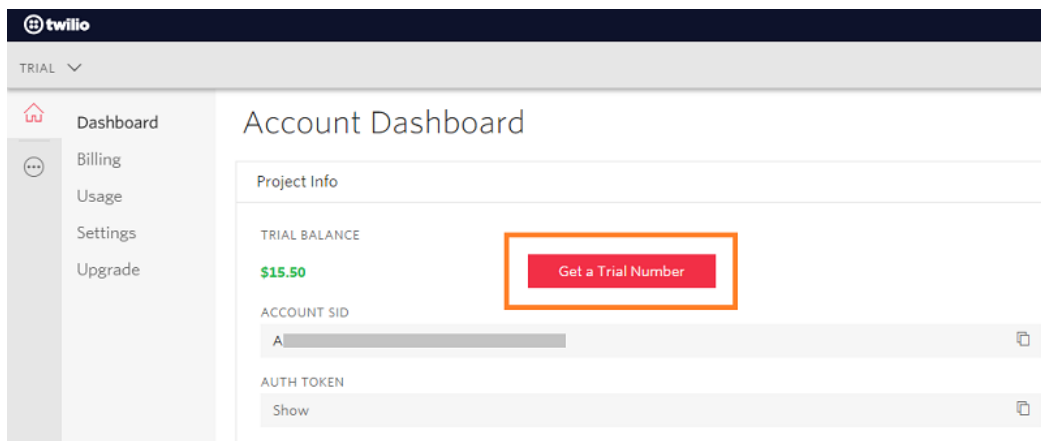 twilio
TRIAL
Dashboard
Billing
Usage
Settings
Upgrade
Account Dashboard
Project Info
TRIAL BALANCE
$15.50
Get a Trial Number
ACCOUNT SID
A
AUTH TOKEN
Show